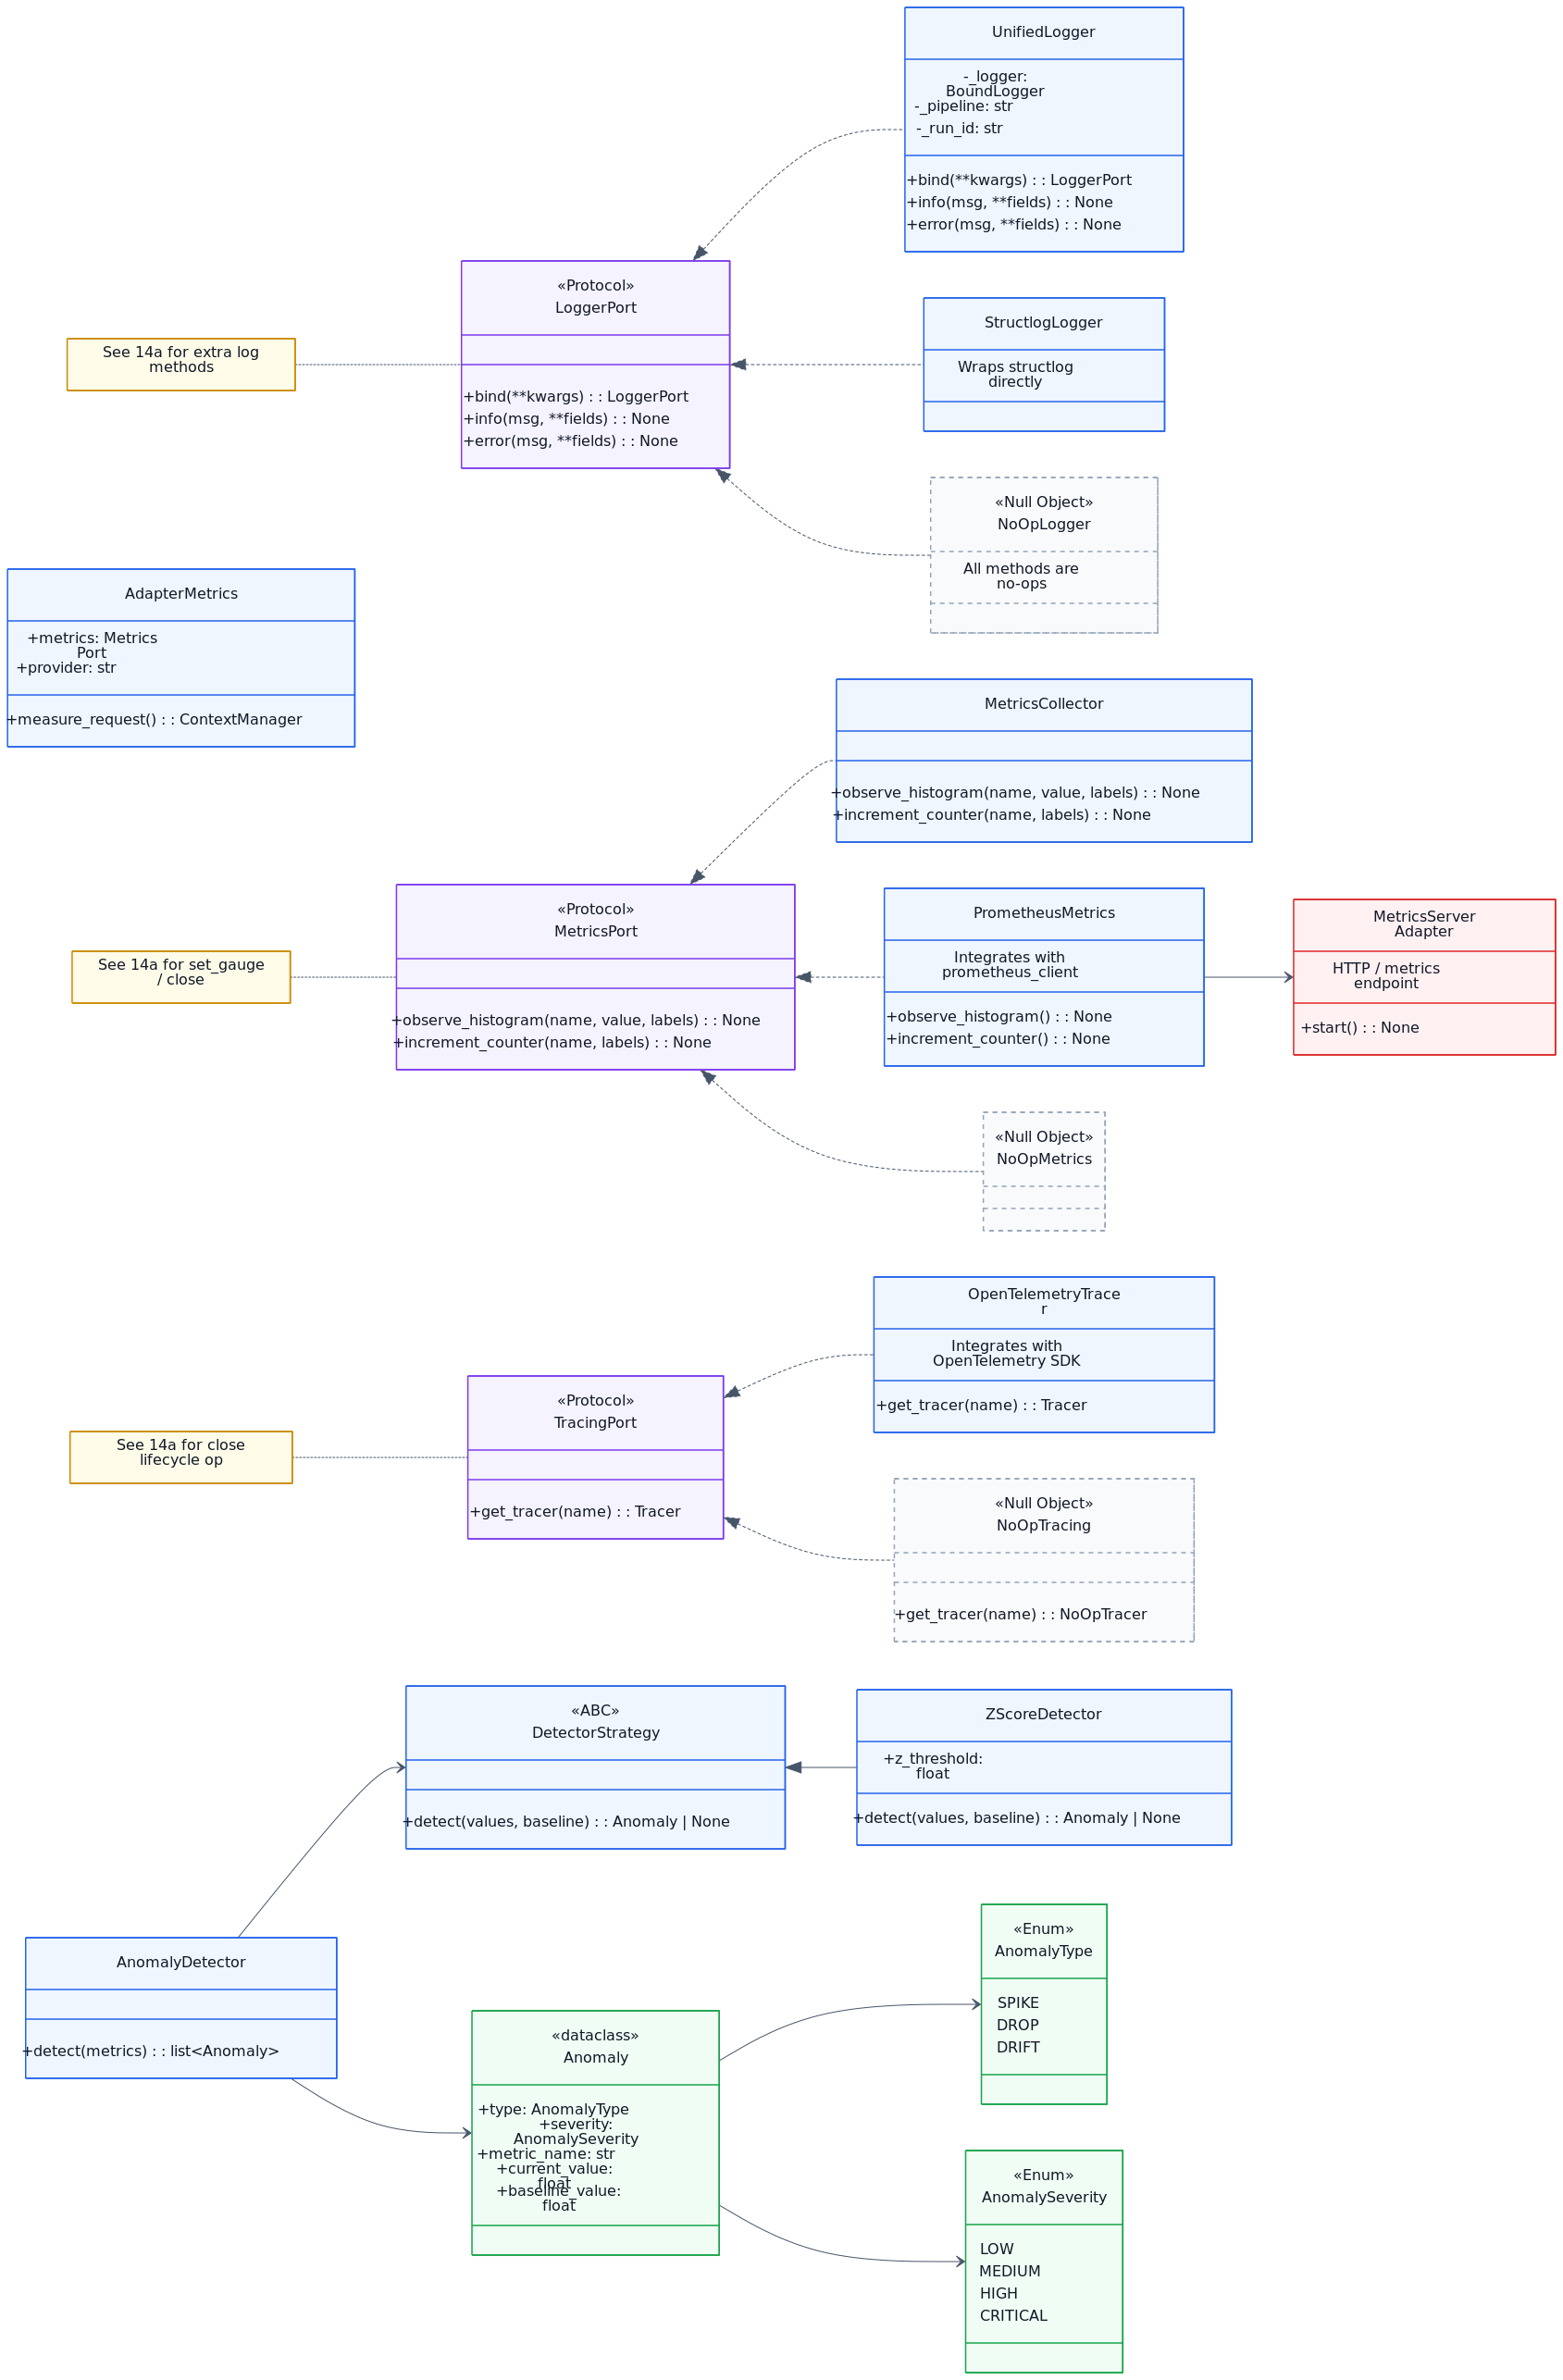 UnifiedLogger
-_logger:
BoundLogger
-_pipeline: str
-_run_id: str
+bind(**kwargs) : : LoggerPort
+info(msg, **fields) : : None
+error(msg, **fields) : : None
«Protocol»
LoggerPort
+bind(**kwargs) : : LoggerPort
+info(msg, **fields) : : None
+error(msg, **fields) : : None
See 14a for extra log
methods
StructlogLogger
Wraps structlog
directly
«Null Object»
NoOpLogger
All methods are
no-ops
AdapterMetrics
+metrics: Metrics
Port
+provider: str
+measure_request() : : ContextManager
MetricsCollector
+observe_histogram(name, value, labels) : : None
+increment_counter(name, labels) : : None
«Protocol»
MetricsPort
+observe_histogram(name, value, labels) : : None
+increment_counter(name, labels) : : None
See 14a for set_gauge
/ close
PrometheusMetrics
Integrates with
prometheus_client
+observe_histogram() : : None
+increment_counter() : : None
MetricsServer
Adapter
HTTP / metrics
endpoint
+start() : : None
«Null Object»
NoOpMetrics
OpenTelemetryTrace
r
Integrates with
OpenTelemetry SDK
+get_tracer(name) : : Tracer
«Protocol»
TracingPort
+get_tracer(name) : : Tracer
See 14a for close
lifecycle op
«Null Object»
NoOpTracing
+get_tracer(name) : : NoOpTracer
«ABC»
DetectorStrategy
+detect(values, baseline) : : Anomaly | None
ZScoreDetector
+z_threshold:
float
+detect(values, baseline) : : Anomaly | None
AnomalyDetector
+detect(metrics) : : list<Anomaly>
«dataclass»
Anomaly
+type: AnomalyType
+severity:
AnomalySeverity
+metric_name: str
+current_value:
float
+baseline_value:
float
«Enum»
AnomalyType
SPIKE
DROP
DRIFT
«Enum»
AnomalySeverity
LOW
MEDIUM
HIGH
CRITICAL